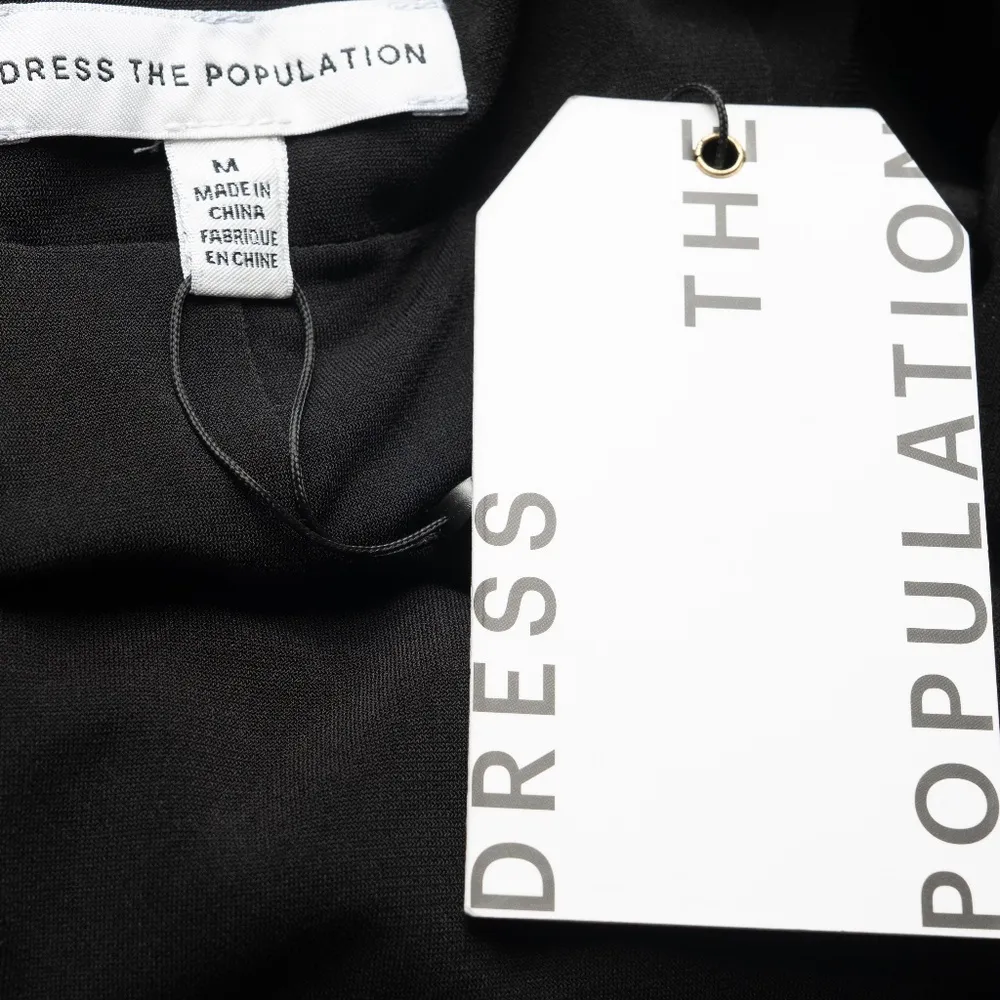 DRESS THE POPULATION
M
MADE IN
CHINA
FABRIQUE
EN CHINE
DRESS
THE
POPULATION